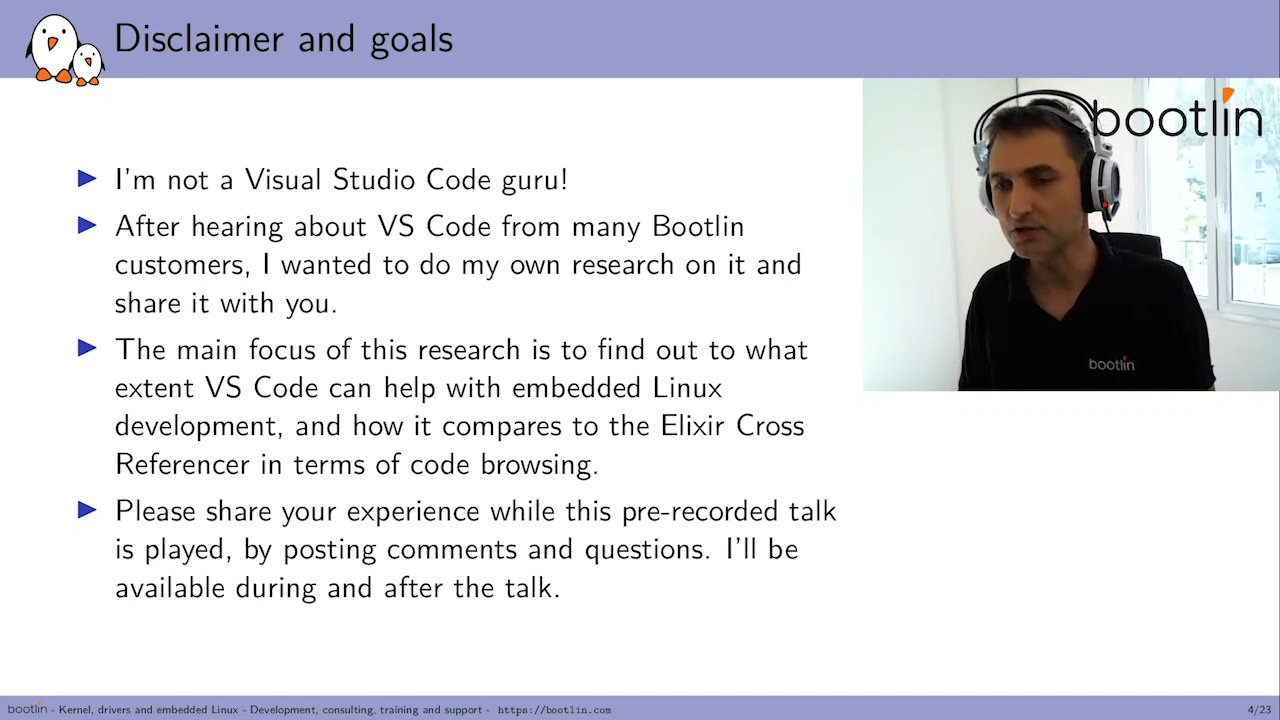 Disclaimer and goals
bootlin
I'm not a Visual Studio Code guru!
After hearing about VS Code from many Bootlin
customers, I wanted to do my own research on it and
share it with you.
The main focus of this research is to find out to what
extent VS Code can help with embedded Linux
development, and how it compares to the Elixir Cross
Referencer in terms of code browsing.
Please share your experience while this pre-recorded talk
is played, by posting comments and questions. I'll be
available during and after the talk.
bootlin
bootlin - Kernel, drivers and embedded Linux - Development, consulting, training and support - https://bootlin.com
4/23